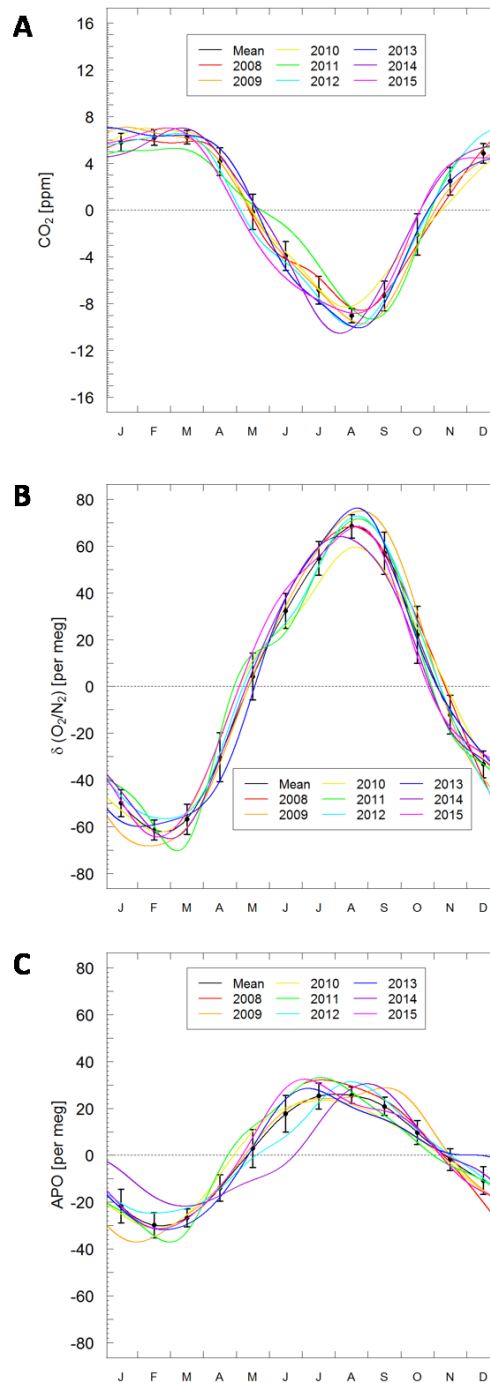 A
16
12
8
4
0
-4
-8
-12
-16
CO₂ [ppm]
Mean 2010 2013
2008 2011 2014
2009 2012 2015
J F M A M J J A S O N D
B
80
60
40
20
0
-20
-40
-60
-80
δ (O₂/N₂) [per meg]
Mean 2010 2013
2008 2011 2014
2009 2012 2015
J F M A M J J A S O N D
C
80
60
40
20
0
-20
-40
-60
-80
APO [per meg]
Mean 2010 2013
2008 2011 2014
2009 2012 2015
J F M A M J J A S O N D